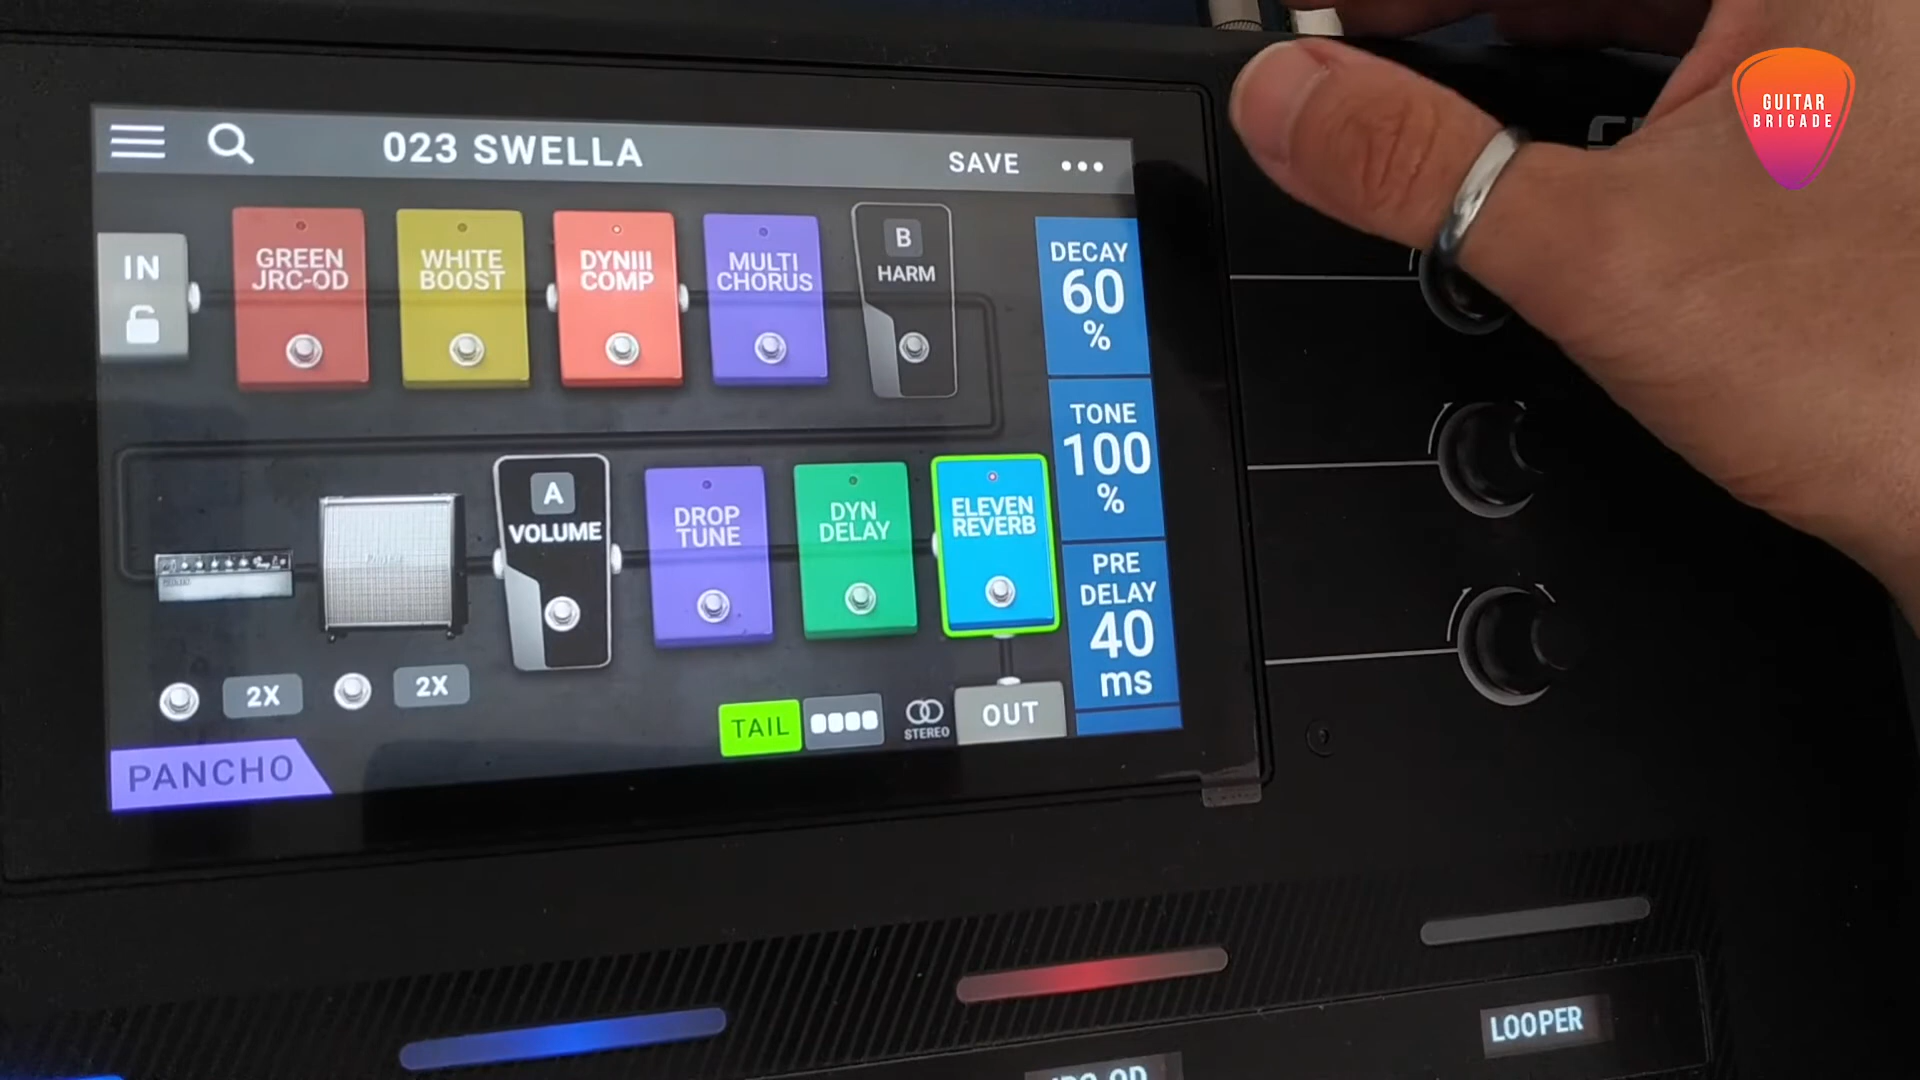 GUITAR
BRIGADE
023 SWELLA
SAVE
IN
GREEN
JRC-OD
WHITE
BOOST
DYNIII
COMP
MULTI
CHORUS
B
HARM
DECAY
60
%
TONE
100
%
PRE
DELAY
40
ms
A
VOLUME
DROP
TUNE
DYN
DELAY
ELEVEN
REVERB
2X
2X
TAIL
STEREO
OUT
PANCHO
LOOPER